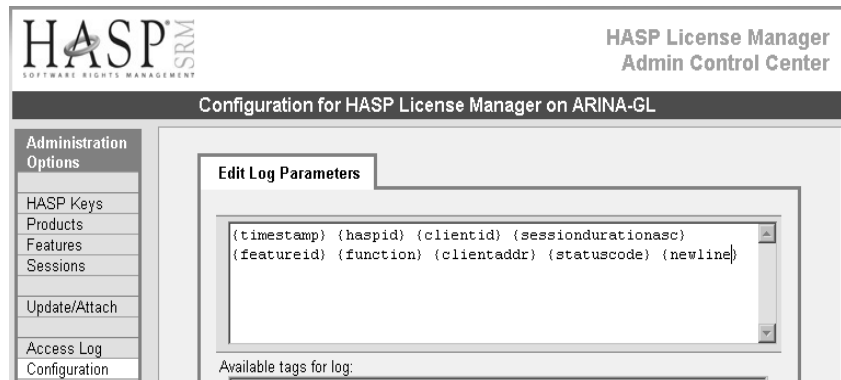 HASP SRM
SOFTWARE RIGHTS MANAGEMENT
HASP License Manager
Admin Control Center
Configuration for HASP License Manager on ARINA-GL
Administration
Options
HASP Keys
Products
Features
Sessions
Update/Attach
Access Log
Configuration
Edit Log Parameters
{timestamp} {haspid} {clientid} {sessiondurationasc}
{featureid} {function} {clientaddr} {statuscode} {newline}
Available tags for log: